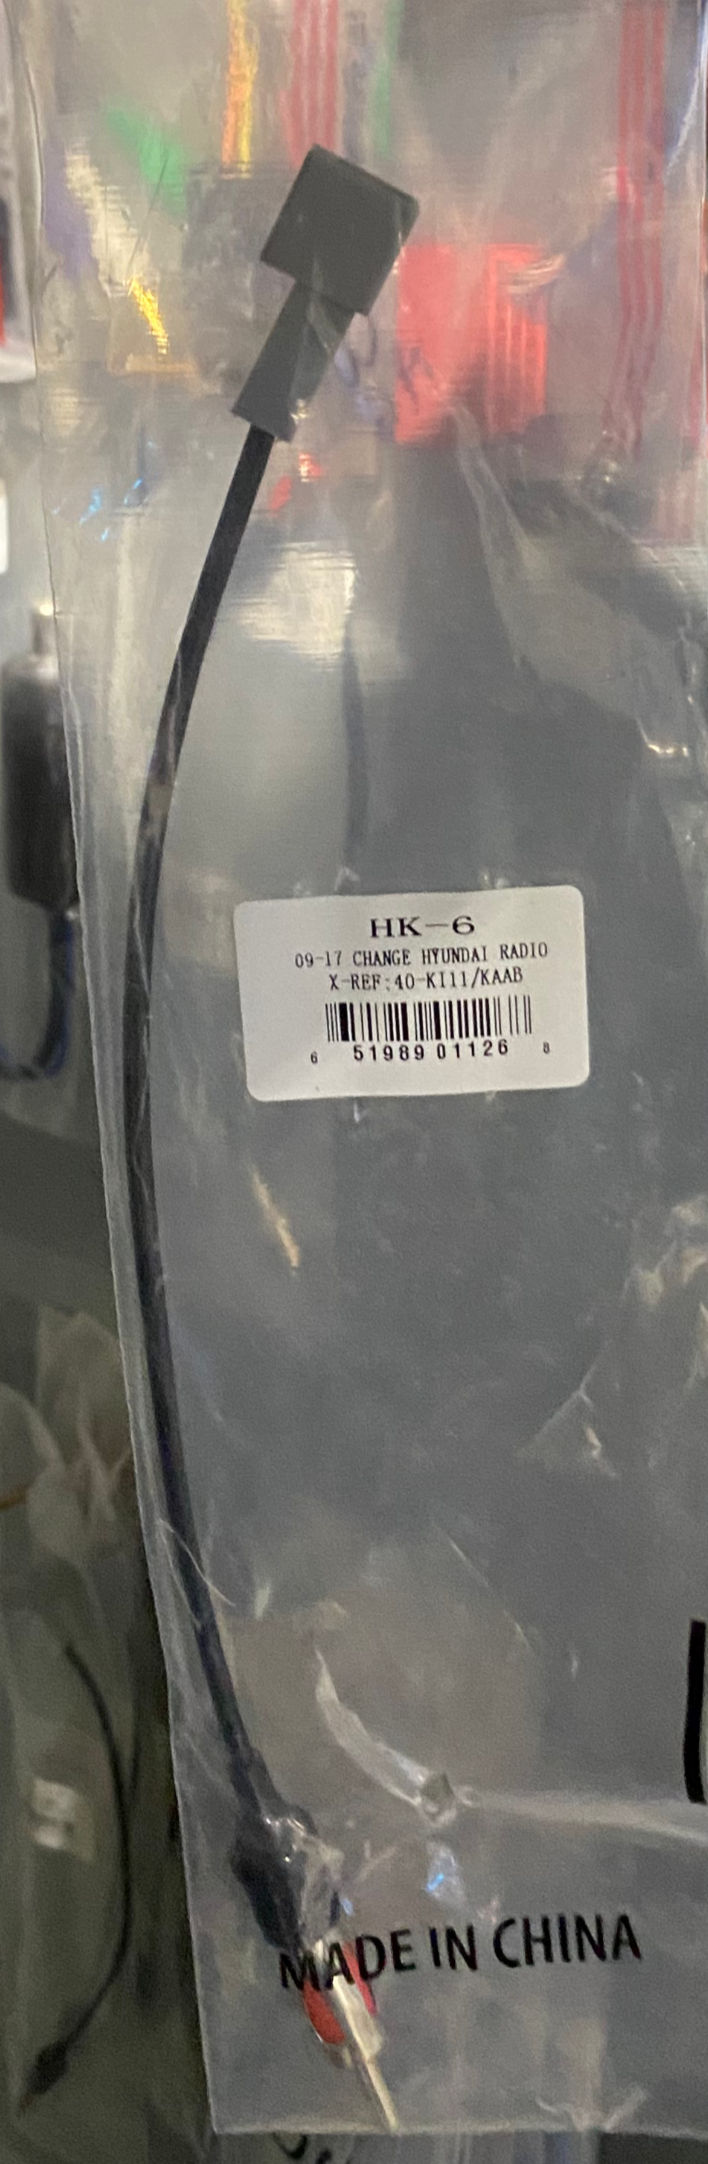 HK-6
09-17 CHANGE HYUNDAI RADIO
X-REF:40-KI11/KAAB
6 51989 01126 8
MADE IN CHINA